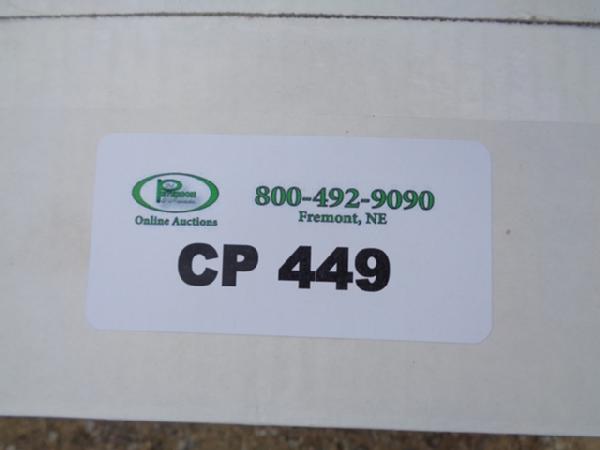 Online Auctions
800-492-9090
Fremont, NE
CP 449